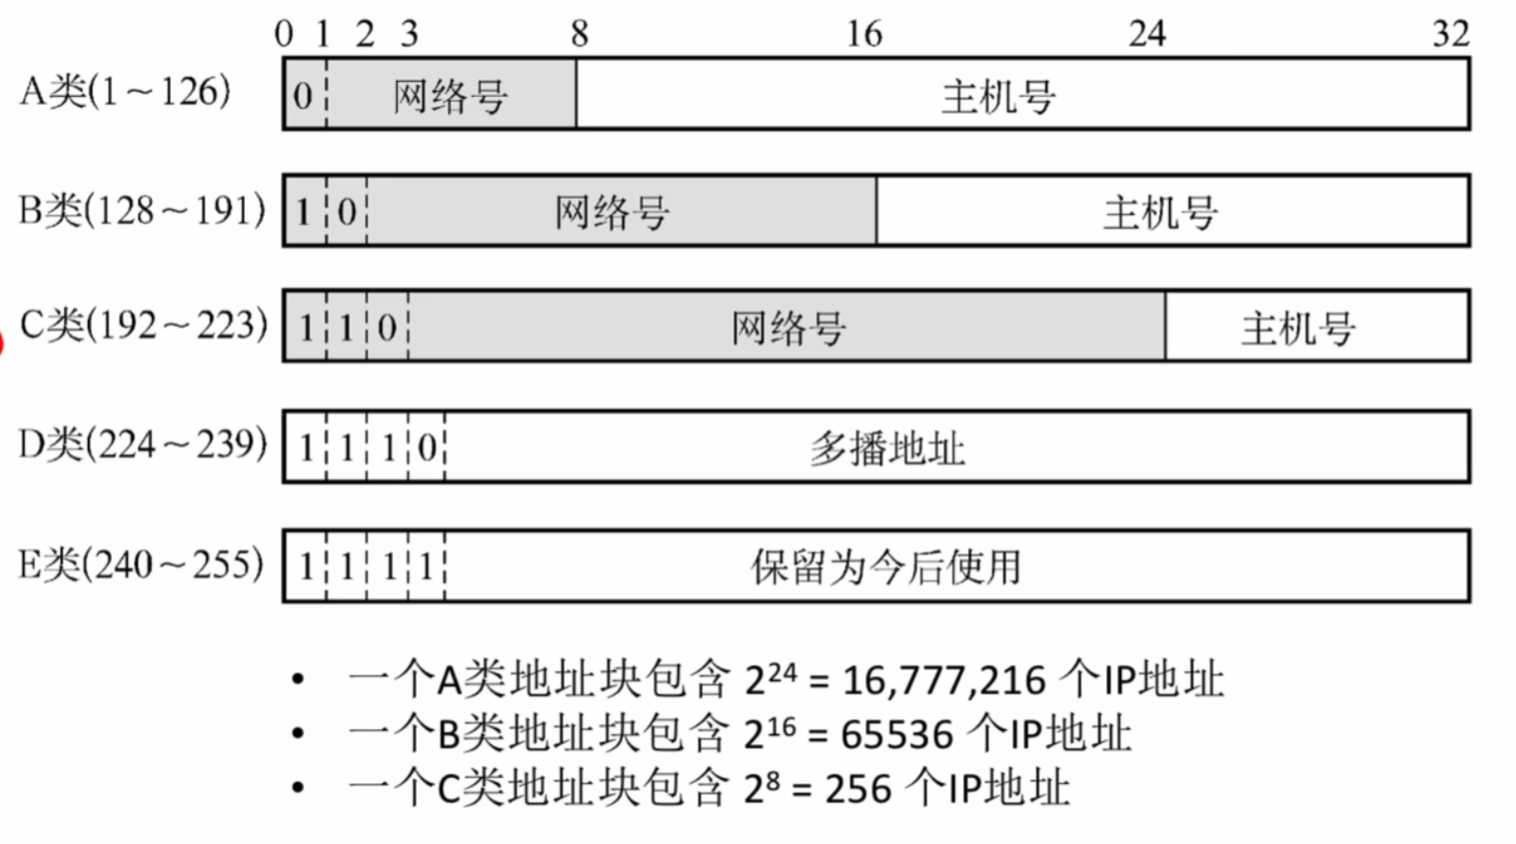 0 1 2 3 8 16 24 32
A类(1～126) 0 网络号 主机号
B类(128～191) 1 0 网络号 主机号
C类(192～223) 1 1 0 网络号 主机号
D类(224～239) 1 1 1 0 多播地址
E类(240～255) 1 1 1 1 保留为今后使用
• 一个A类地址块包含 2²⁴ = 16,777,216 个IP地址
• 一个B类地址块包含 2¹⁶ = 65536 个IP地址
• 一个C类地址块包含 2⁸ = 256 个IP地址